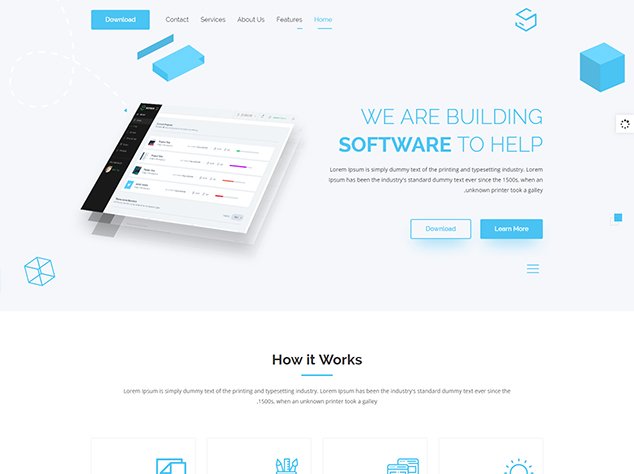 Download
Contact
Services
About Us
Features
Home
WE ARE BUILDING
SOFTWARE TO HELP
Lorem Ipsum is simply dummy text of the printing and typesetting industry. Lorem
Ipsum has been the industry's standard dummy text ever since the 1500s, when an
.unknown printer took a galley
Download
Learn More
How it Works
Lorem Ipsum is simply dummy text of the printing and typesetting industry. Lorem Ipsum has been the industry's standard dummy text ever since the
.1500s, when an unknown printer took a galley